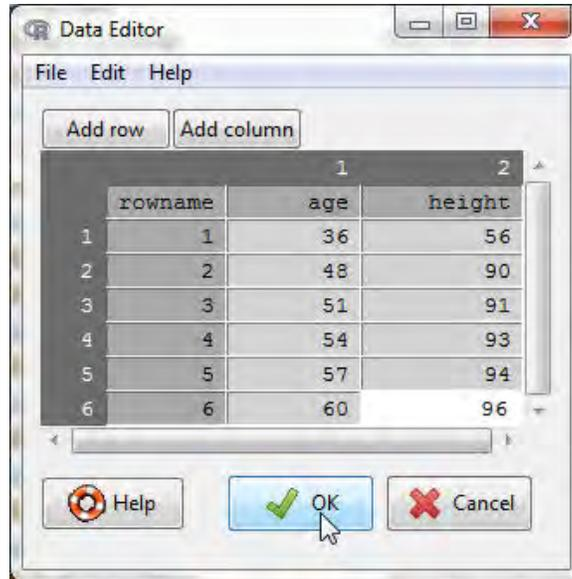 Data Editor
File Edit Help
Add row Add column
1 2
rowname age height
1 1 36 56
2 2 48 90
3 3 51 91
4 4 54 93
5 5 57 94
6 6 60 96
Help OK Cancel